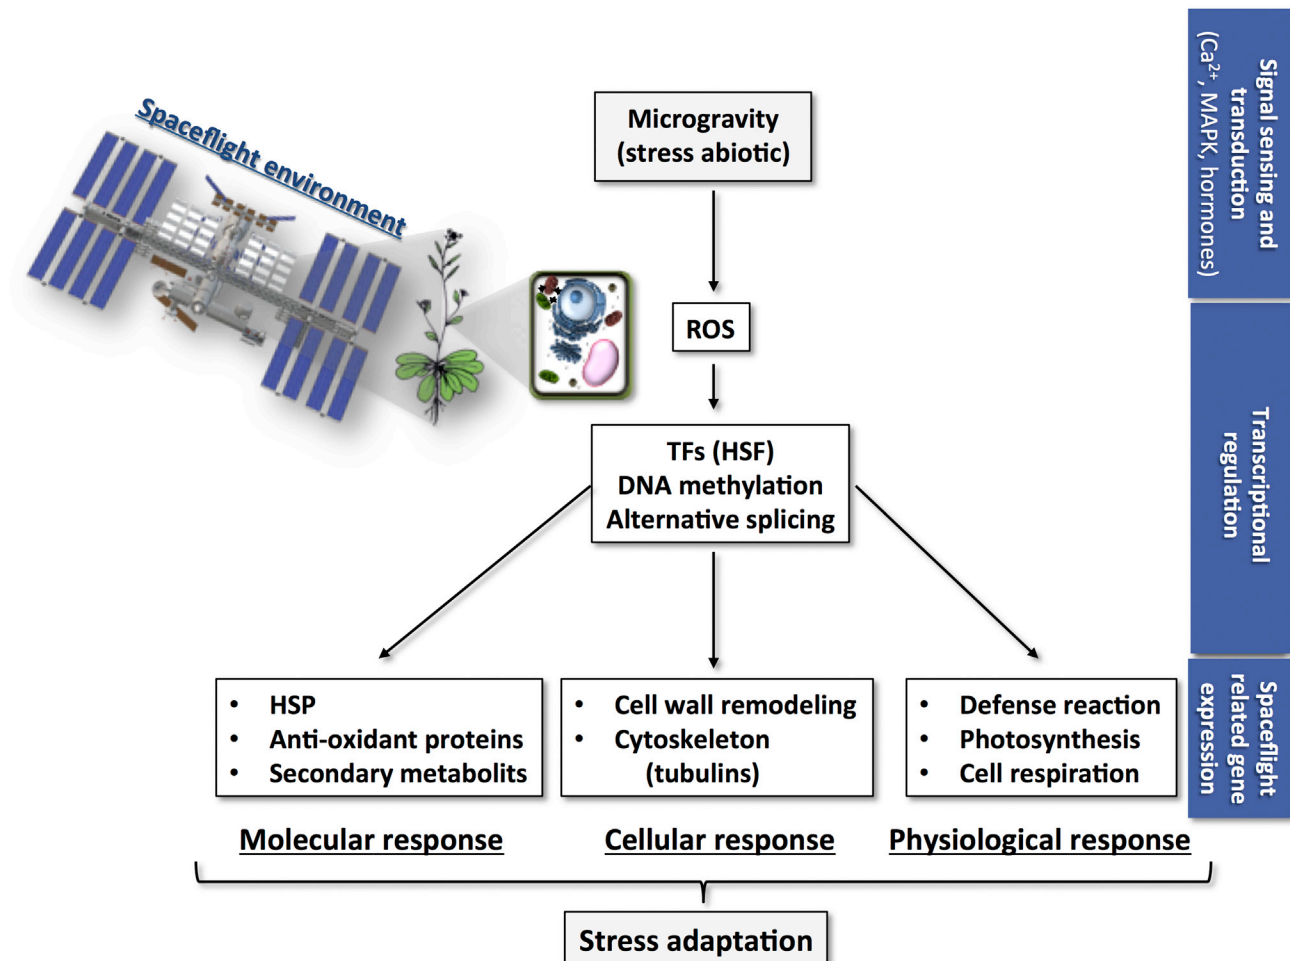 Spaceflight environment
Microgravity
(stress abiotic)
ROS
TFs (HSF)
DNA methylation
Alternative splicing
• HSP
• Anti-oxidant proteins
• Secondary metabolits
• Cell wall remodeling
• Cytoskeleton
(tubulins)
• Defense reaction
• Photosynthesis
• Cell respiration
Molecular response
Cellular response
Physiological response
Stress adaptation
Signal sensing and
transduction
(Ca²⁺, MAPK, hormones)
Transcriptional
regulation
Spaceflight
related gene
expression